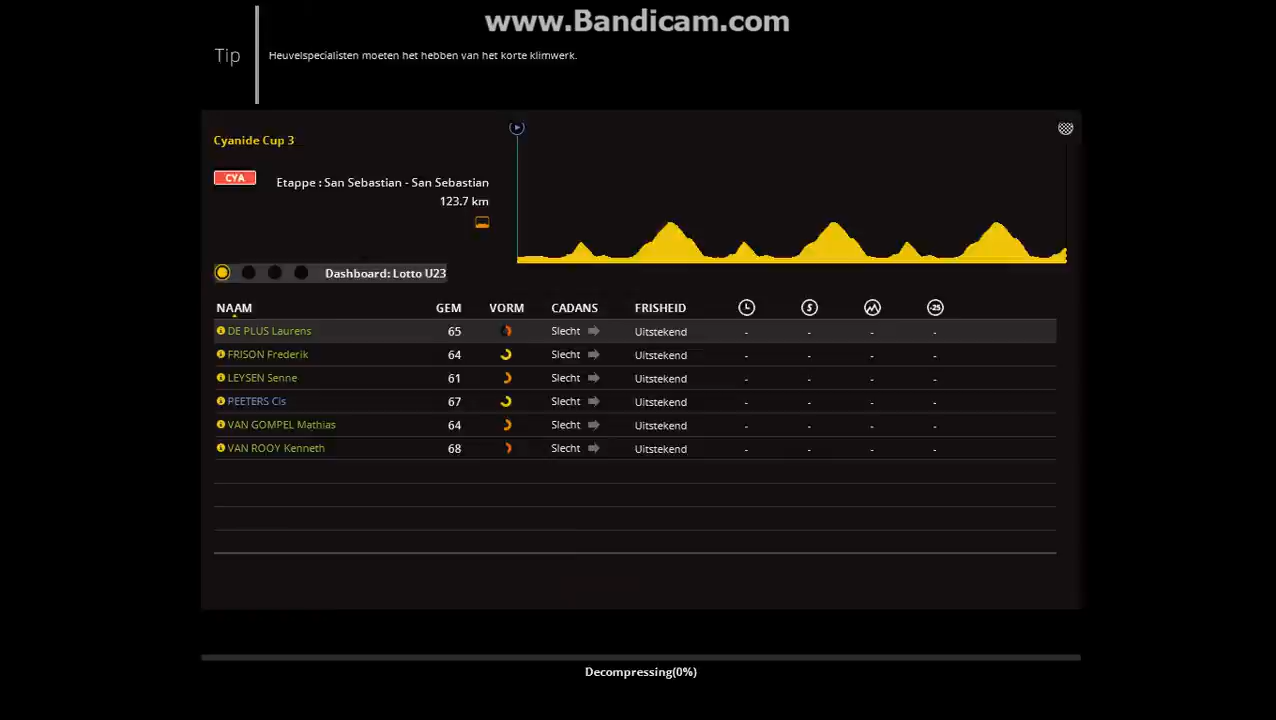 www.Bandicam.com
Tip
Heuvelspecialisten moeten het hebben van het korte klimwerk.
Cyanide Cup 3
CYA
Etappe : San Sebastian - San Sebastian
123.7 km
Dashboard: Lotto U23
NAAM GEM VORM CADANS FRISHEID $ -25
DE PLUS Laurens 65 Slecht Uitstekend - - - -
FRISON Frederik 64 Slecht Uitstekend - - - -
LEYSEN Senne 61 Slecht Uitstekend - - - -
PEETERS Cls 67 Slecht Uitstekend - - - -
VAN GOMPEL Mathias 64 Slecht Uitstekend - - - -
VAN ROOY Kenneth 68 Slecht Uitstekend - - - -
Decompressing(0%)